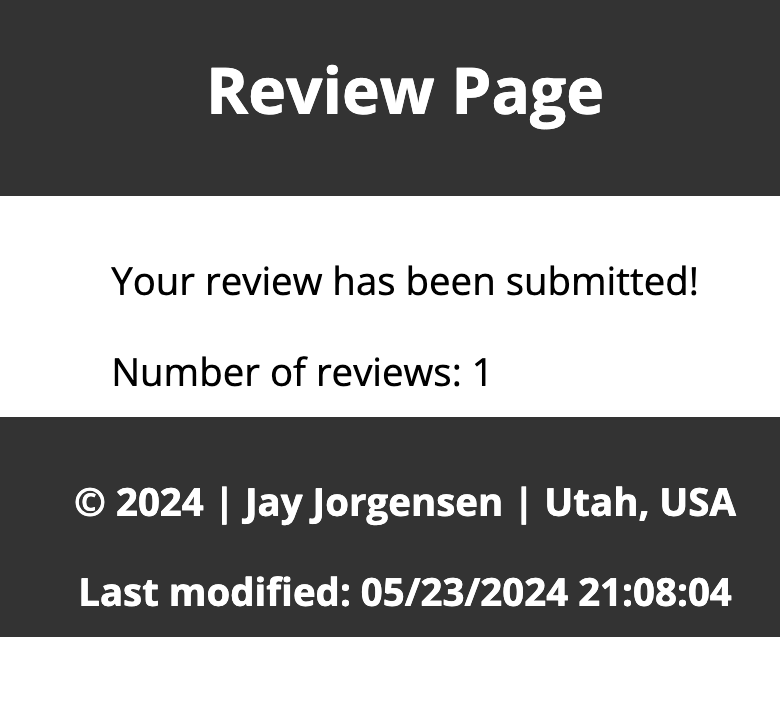 Review Page
Your review has been submitted!
Number of reviews: 1
© 2024 | Jay Jorgensen | Utah, USA
Last modified: 05/23/2024 21:08:04